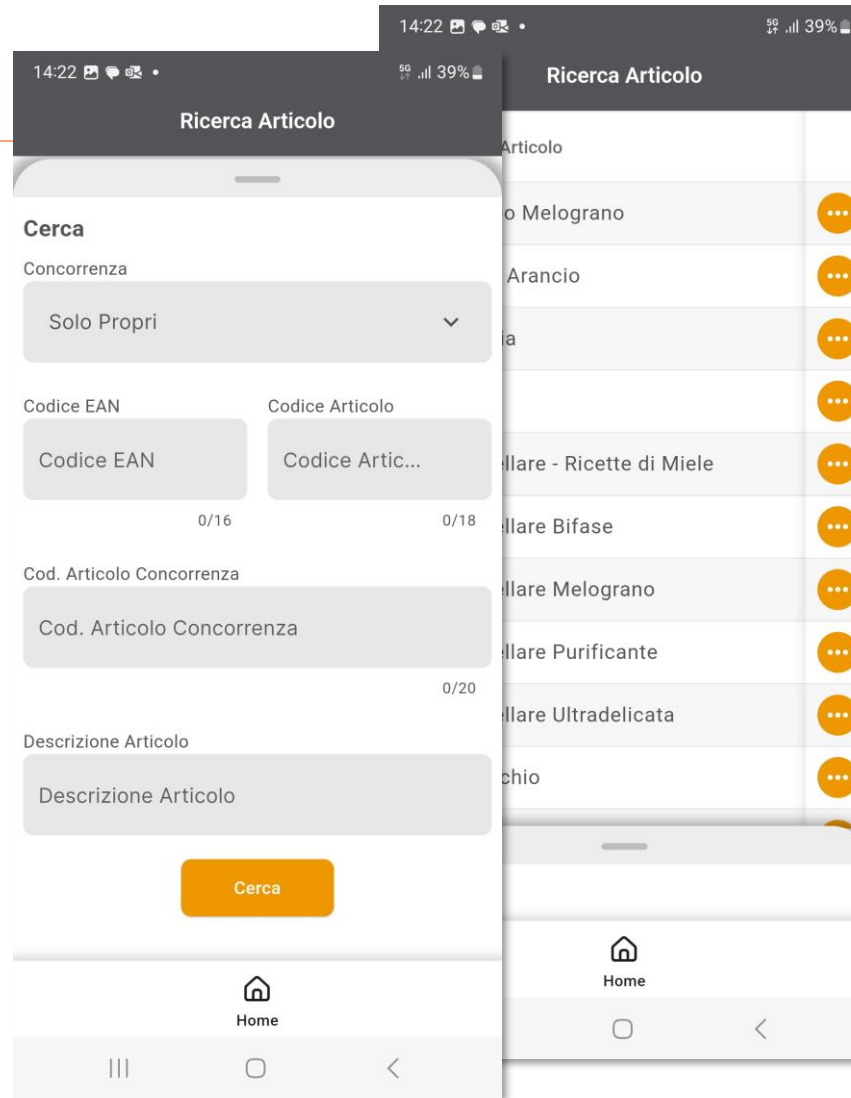 14:22
5G 39%
Ricerca Articolo
Cerca
Concorrenza
Solo Propri
Codice EAN Codice Articolo
Codice EAN Codice Artic...
0/16 0/18
Cod. Articolo Concorrenza
Cod. Articolo Concorrenza
0/20
Descrizione Articolo
Descrizione Articolo
Cerca
Home
14:22
5G 39%
Ricerca Articolo
Articolo
o Melograno
Arancio
ia
llare - Ricette di Miele
llare Bifase
llare Melograno
llare Purificante
llare Ultradelicata
chio
Home